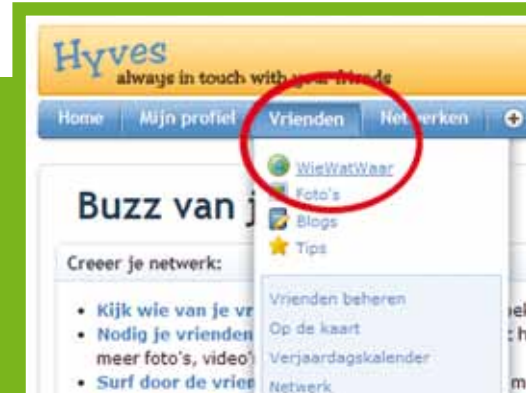 Hyves
always in touch with your friends
Home Mijn profiel Vrienden Netwerken
WieWatWaar
Foto's
Blogs
Tips
Buzz van j
Creeer je netwerk:
Kijk wie van je vr
Nodig je vrienden
meer foto's, video'
Surf door de vrien
Vrienden beheren
Op de kaart
Verjaardagskalender
Netwerk